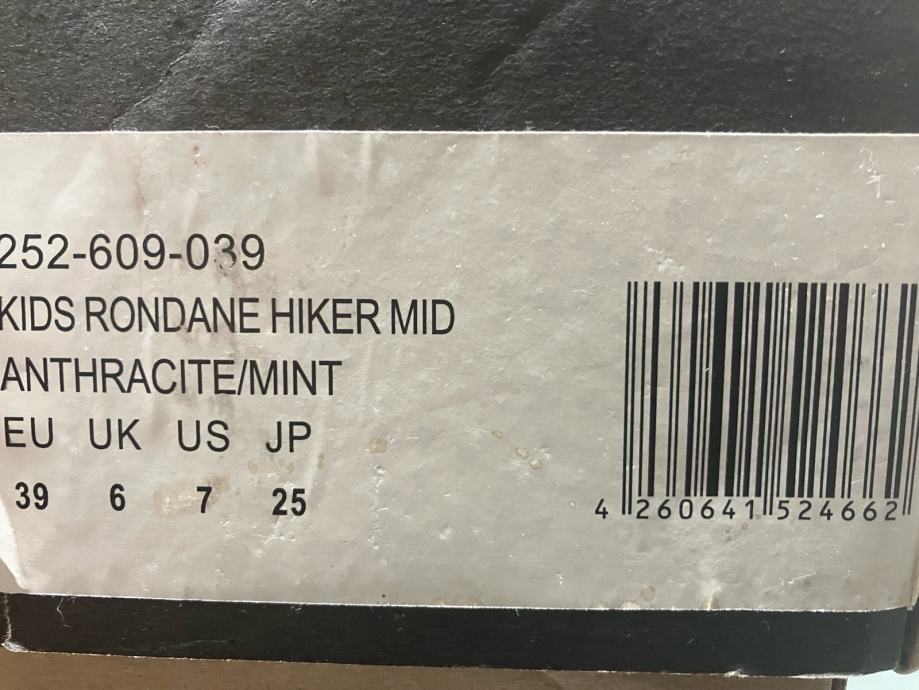 252-609-039
KIDS RONDANE HIKER MID
ANTHRACITE/MINT
EU UK US JP
39 6 7 25
4 260641 524662